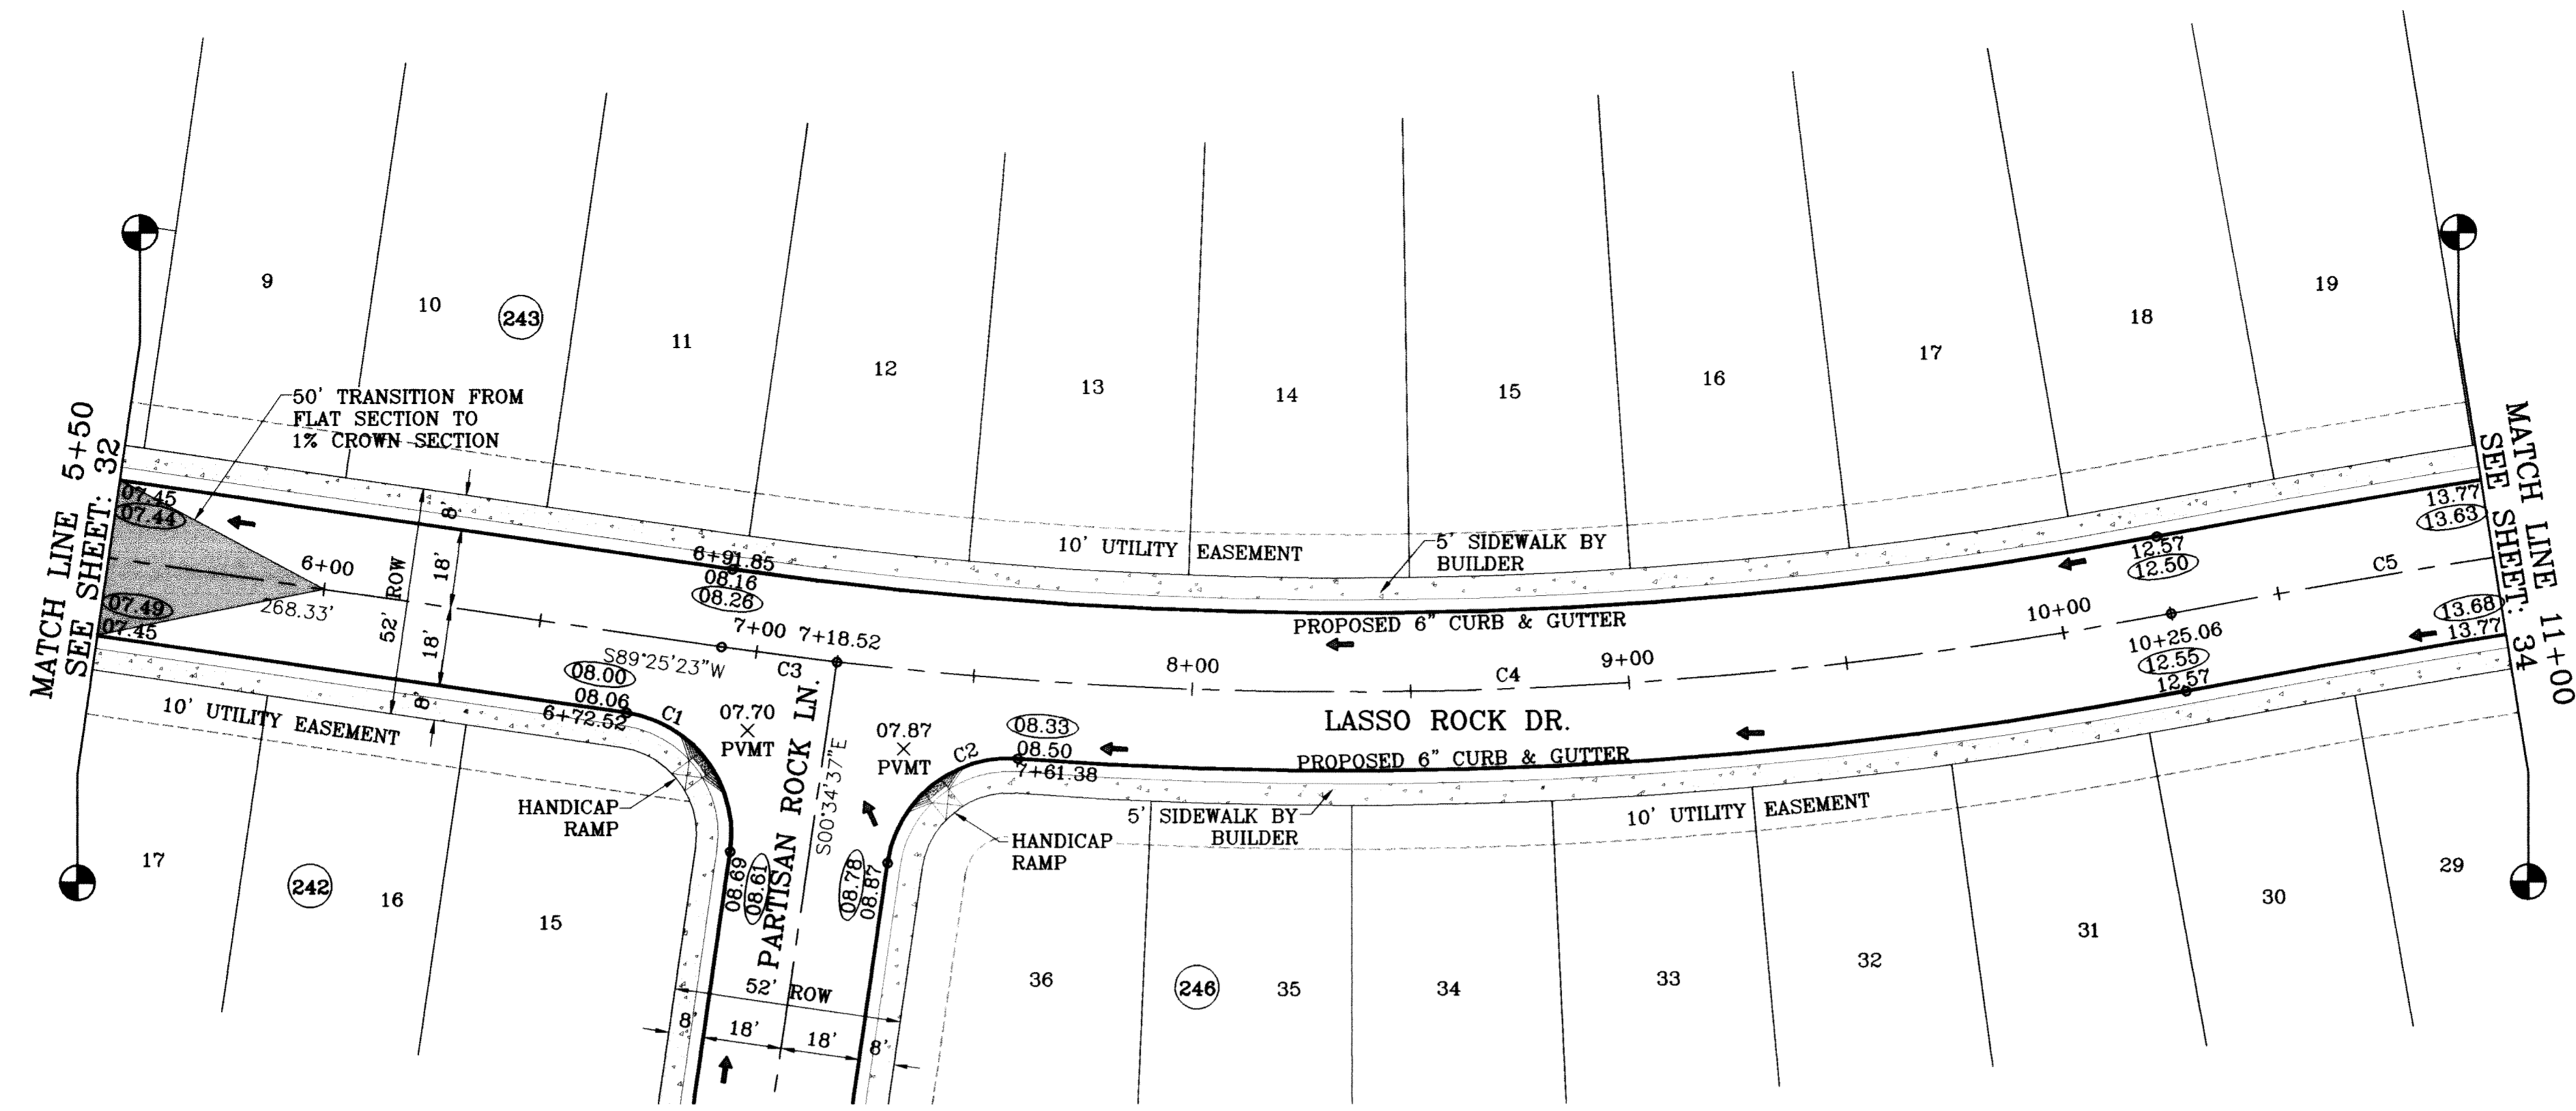 9
10
243
11
12
13
14
15
16
17
18
19
50' TRANSITION FROM
FLAT SECTION TO
1% CROWN SECTION
MATCH LINE 5+50
SEE SHEET: 32
MATCH LINE 11+00
SEE SHEET: 34
07.45
07.44
07.49
07.45
6+00
268.33'
52' ROW
8'
18'
18'
8'
10' UTILITY EASEMENT
6+91.85
08.16
08.26
7+00
7+18.52
S89°25'23"W
C3
08.00
08.06
6+72.52
C1
07.70
×
PVMT
07.87
×
PVMT
C2
08.33
08.50
7+61.38
10' UTILITY EASEMENT
5' SIDEWALK BY
BUILDER
PROPOSED 6" CURB & GUTTER
8+00
9+00
C4
LASSO ROCK DR.
PROPOSED 6" CURB & GUTTER
5' SIDEWALK BY
BUILDER
10' UTILITY EASEMENT
12.57
12.50
10+00
10+25.06
12.55
12.57
C5
13.77
13.63
13.68
13.77
HANDICAP
RAMP
HANDICAP
RAMP
PARTISAN ROCK LN.
S00°34'37"E
08.69
08.61
08.78
08.87
52' ROW
8'
18'
18'
8'
17
242
16
15
36
246
35
34
33
32
31
30
29